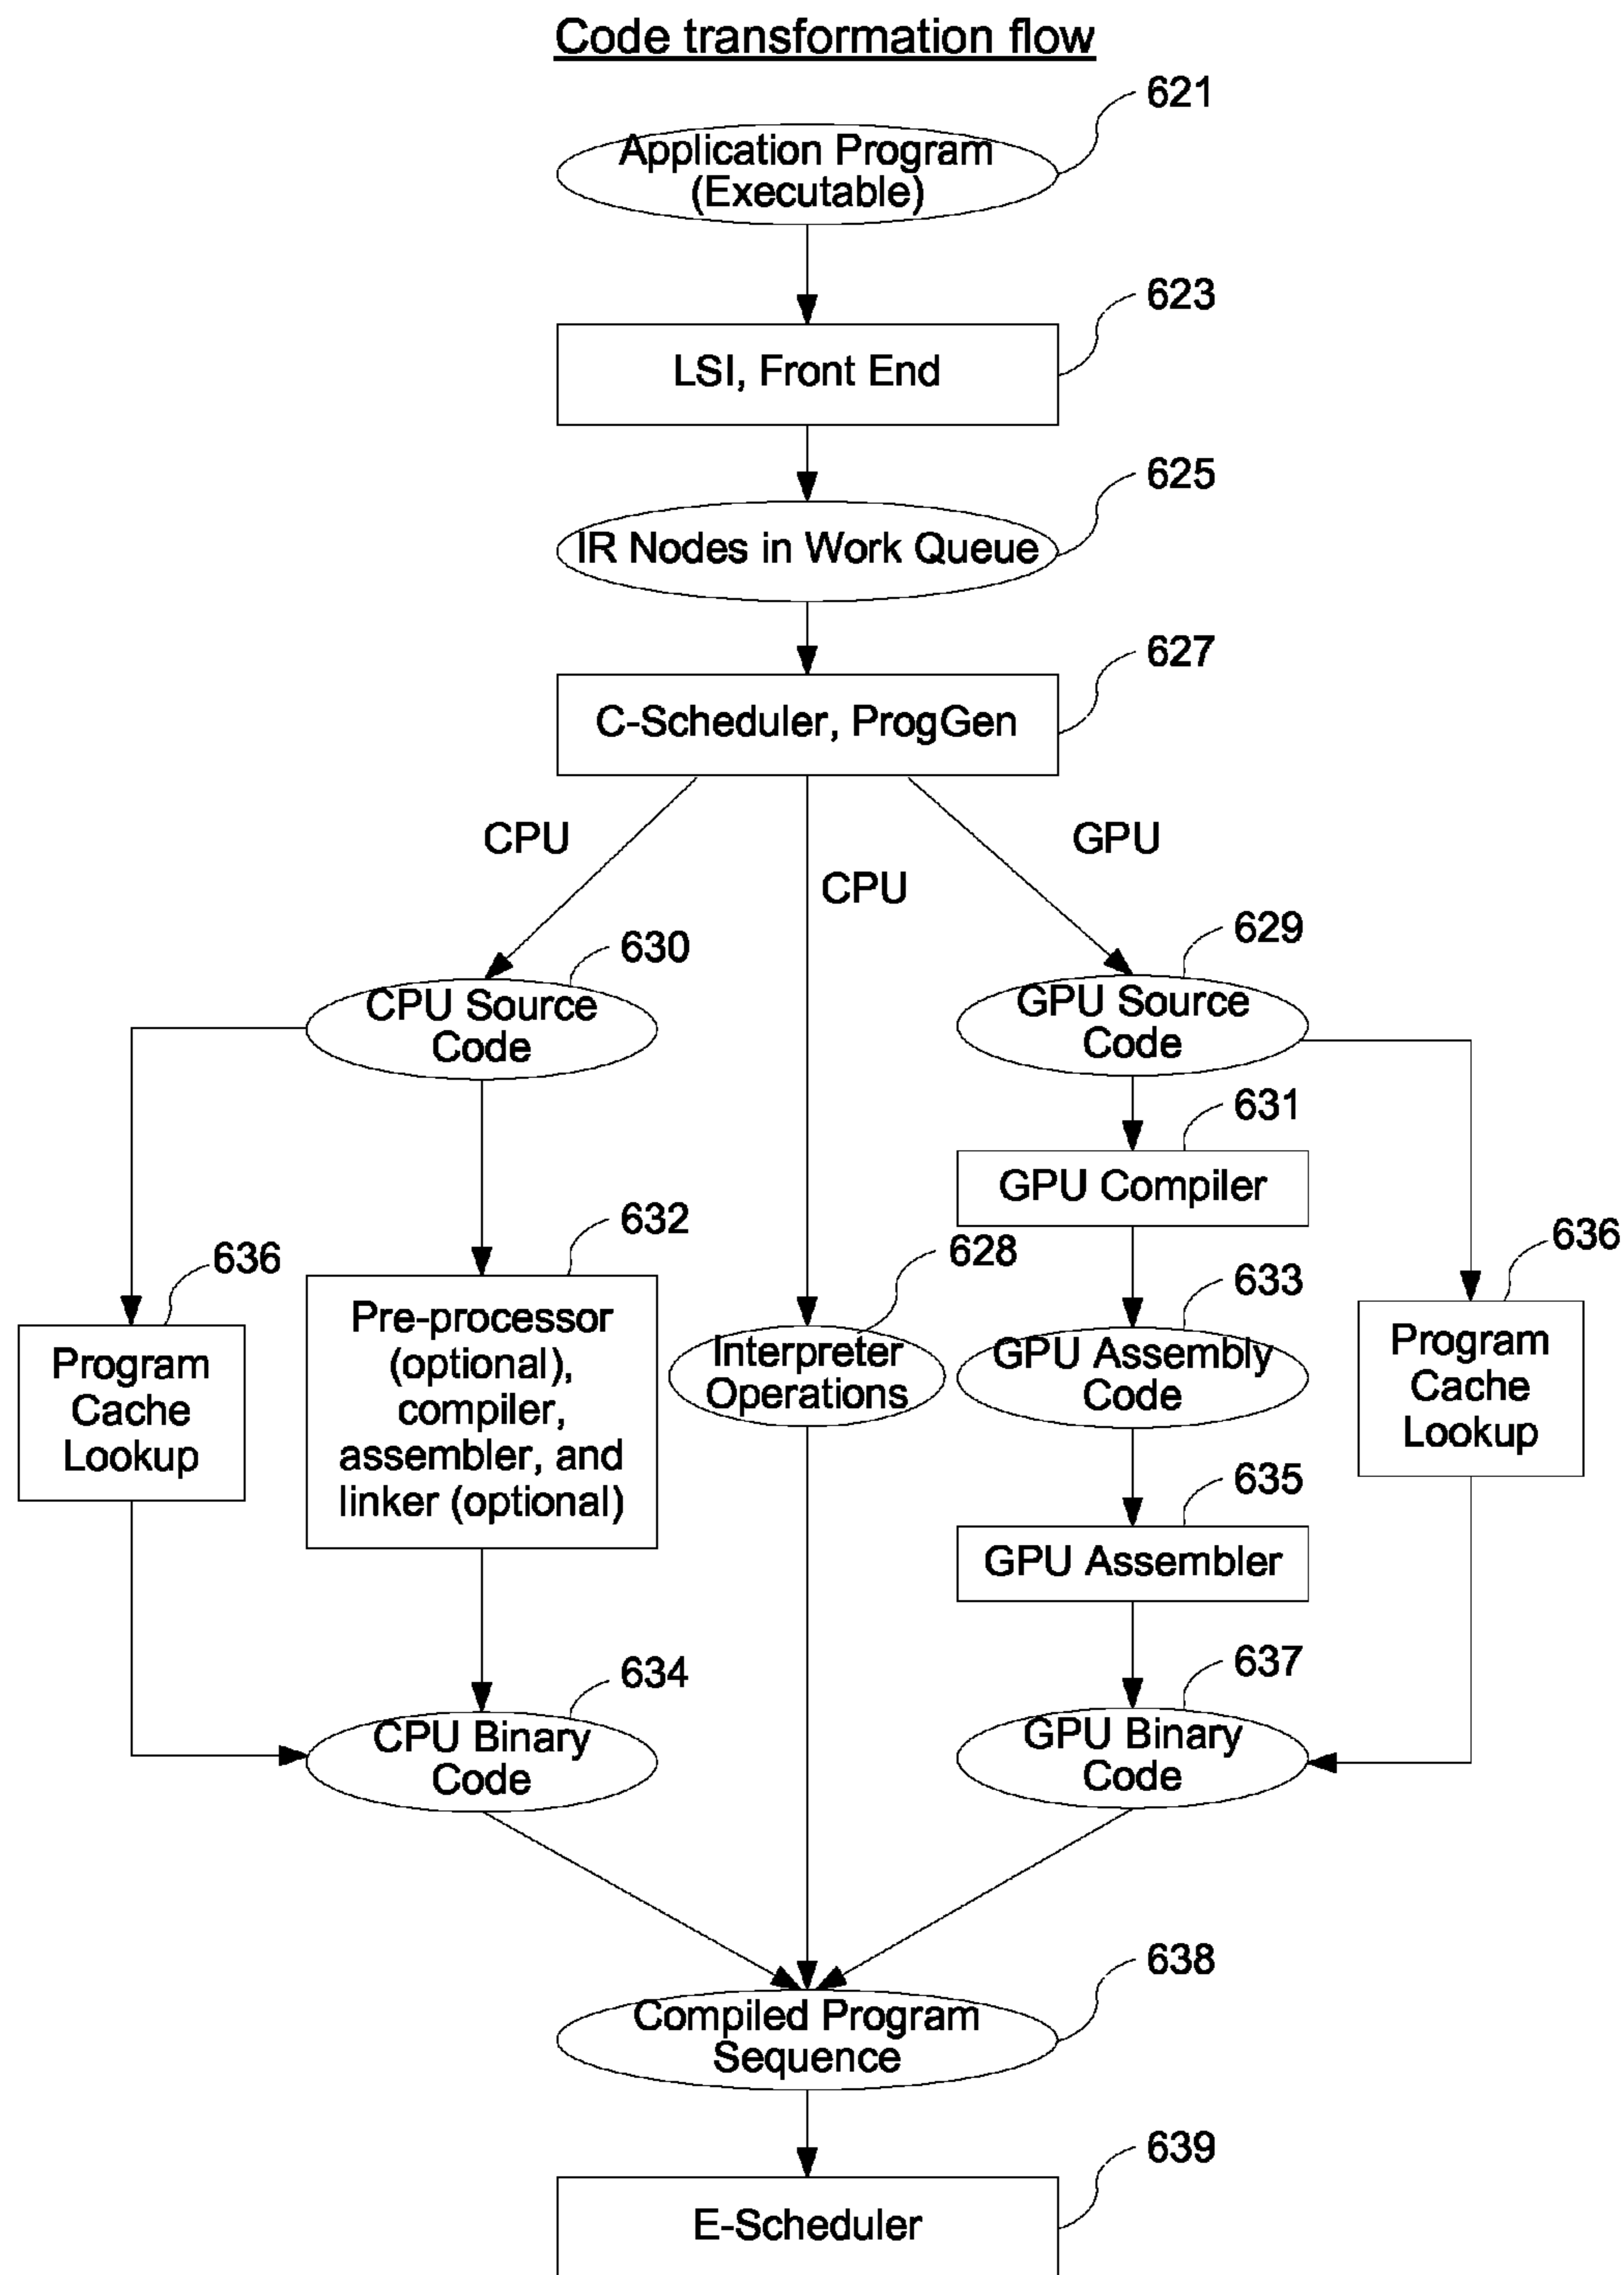 Code transformation flow
621
Application Program
(Executable)
623
LSI, Front End
625
IR Nodes in Work Queue
627
C-Scheduler, ProgGen
CPU
CPU
GPU
630
CPU Source
Code
629
GPU Source
Code
631
GPU Compiler
636
Program
Cache
Lookup
632
Pre-processor
(optional),
compiler,
assembler, and
linker (optional)
628
Interpreter
Operations
633
GPU Assembly
Code
636
Program
Cache
Lookup
635
GPU Assembler
634
CPU Binary
Code
637
GPU Binary
Code
638
Compiled Program
Sequence
639
E-Scheduler